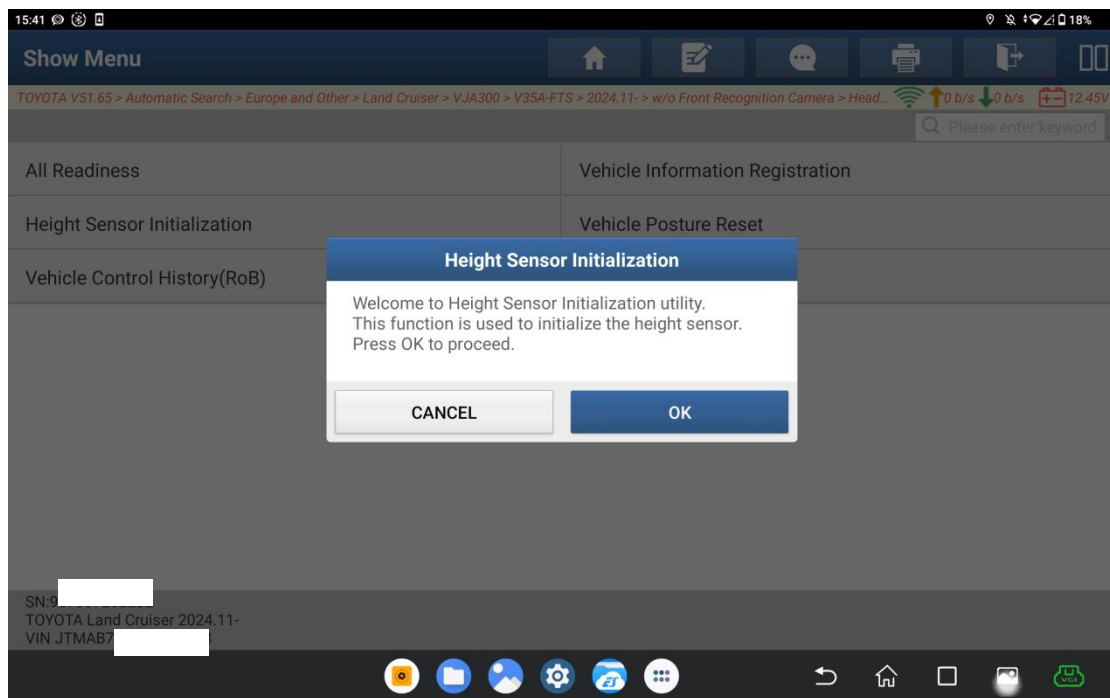 15:41
18%
Show Menu
TOYOTA V51.65 > Automatic Search > Europe and Other > Land Cruiser > VJA300 > V35A-FTS > 2024.11- > w/o Front Recognition Camera > Head...
0 b/s 0 b/s 12.45V
Please enter keyword
All Readiness
Vehicle Information Registration
Height Sensor Initialization
Vehicle Posture Reset
Vehicle Control History(RoB)
Height Sensor Initialization
Welcome to Height Sensor Initialization utility.
This function is used to initialize the height sensor.
Press OK to proceed.
CANCEL
OK
SN:9
TOYOTA Land Cruiser 2024.11-
VIN JTMAB7
ES
VCI